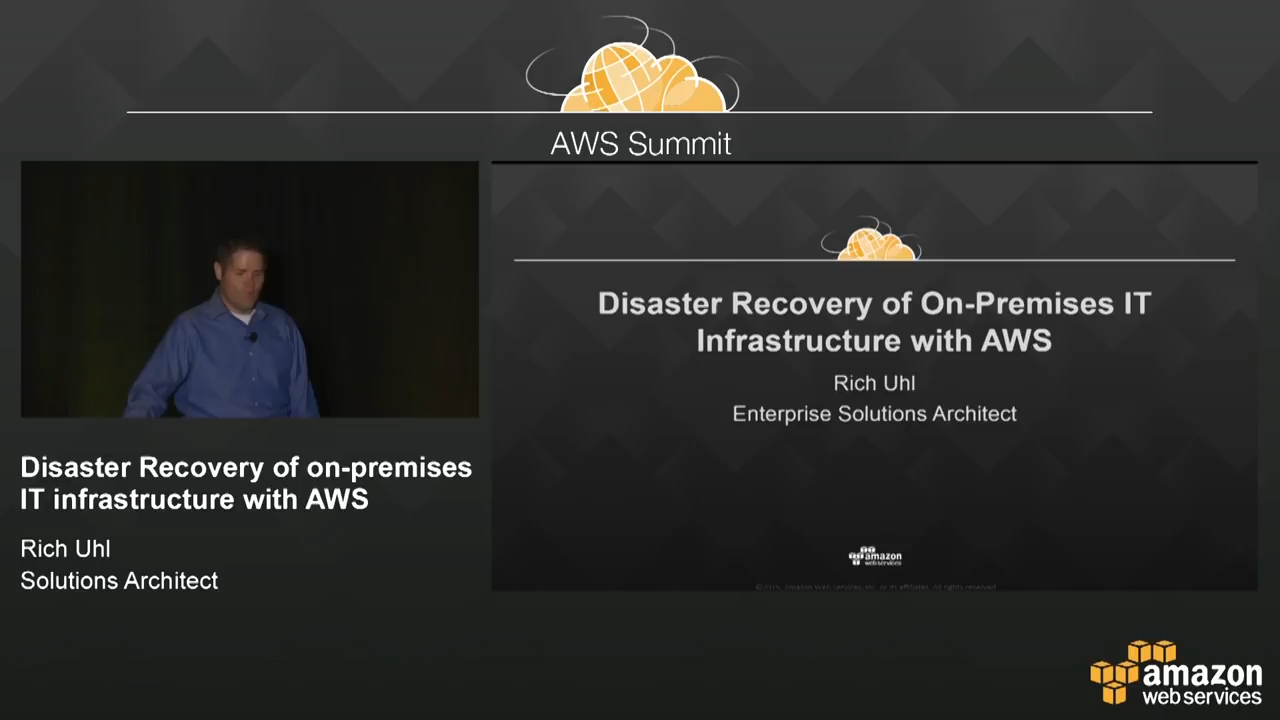 AWS Summit
Disaster Recovery of On-Premises IT
Infrastructure with AWS
Rich Uhl
Enterprise Solutions Architect
amazon
web services
Disaster Recovery of on-premises
IT infrastructure with AWS
Rich Uhl
Solutions Architect
amazon
web services